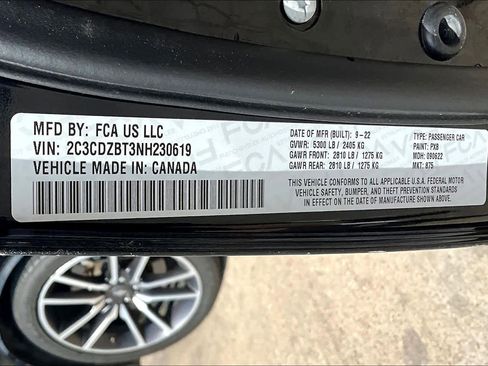 MFD BY: FCA US LLC
VIN: 2C3CDZBT3NH230619
VEHICLE MADE IN: CANADA
DATE OF MFR (BUILT): 9-22
GVWR: 5300 LB / 2405 KG
GAWR FRONT: 2810 LB / 1275 KG
GAWR REAR: 2810 LB / 1275 KG
TYPE: PASSENGER CAR
PAINT: PX8
MDH: 090622
MKT: 875
THIS VEHICLE CONFORMS TO ALL APPLICABLE U.S.A. FEDERAL MOTOR
VEHICLE SAFETY, BUMPER, AND THEFT PREVENTION STANDARDS
IN EFFECT ON THE DATE OF MANUFACTURE SHOWN ABOVE.